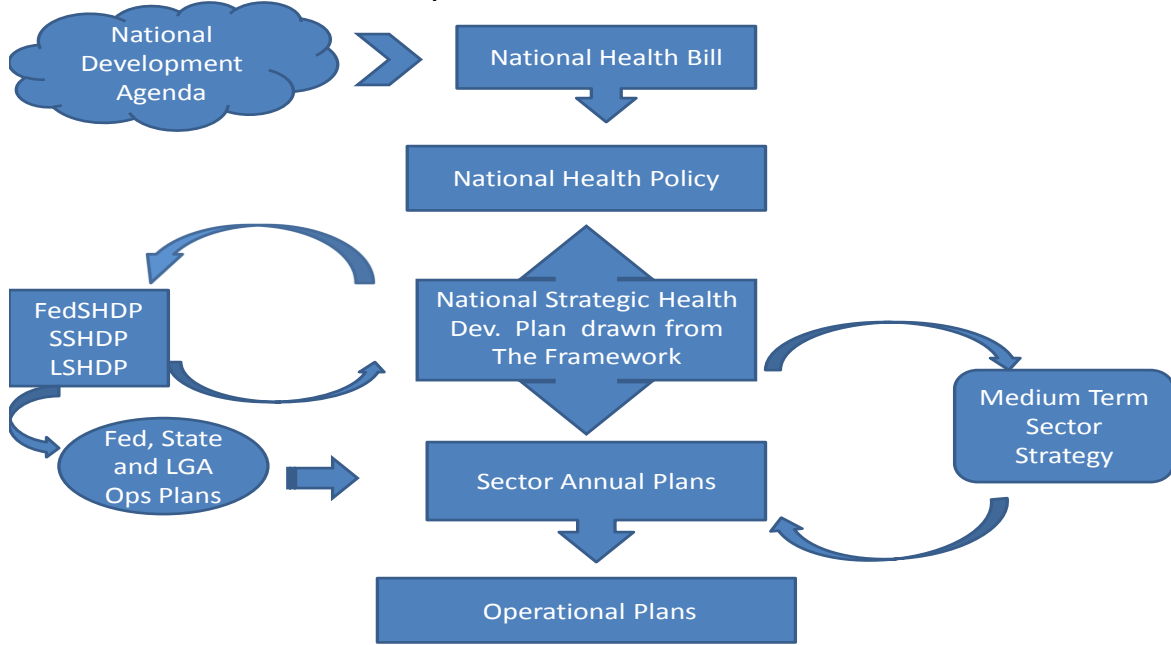 National
Development
Agenda
National Health Bill
National Health Policy
FedSHDP
SSHDP
LSHDP
National Strategic Health
Dev. Plan drawn from
The Framework
Medium Term
Sector
Strategy
Fed, State
and LGA
Ops Plans
Sector Annual Plans
Operational Plans